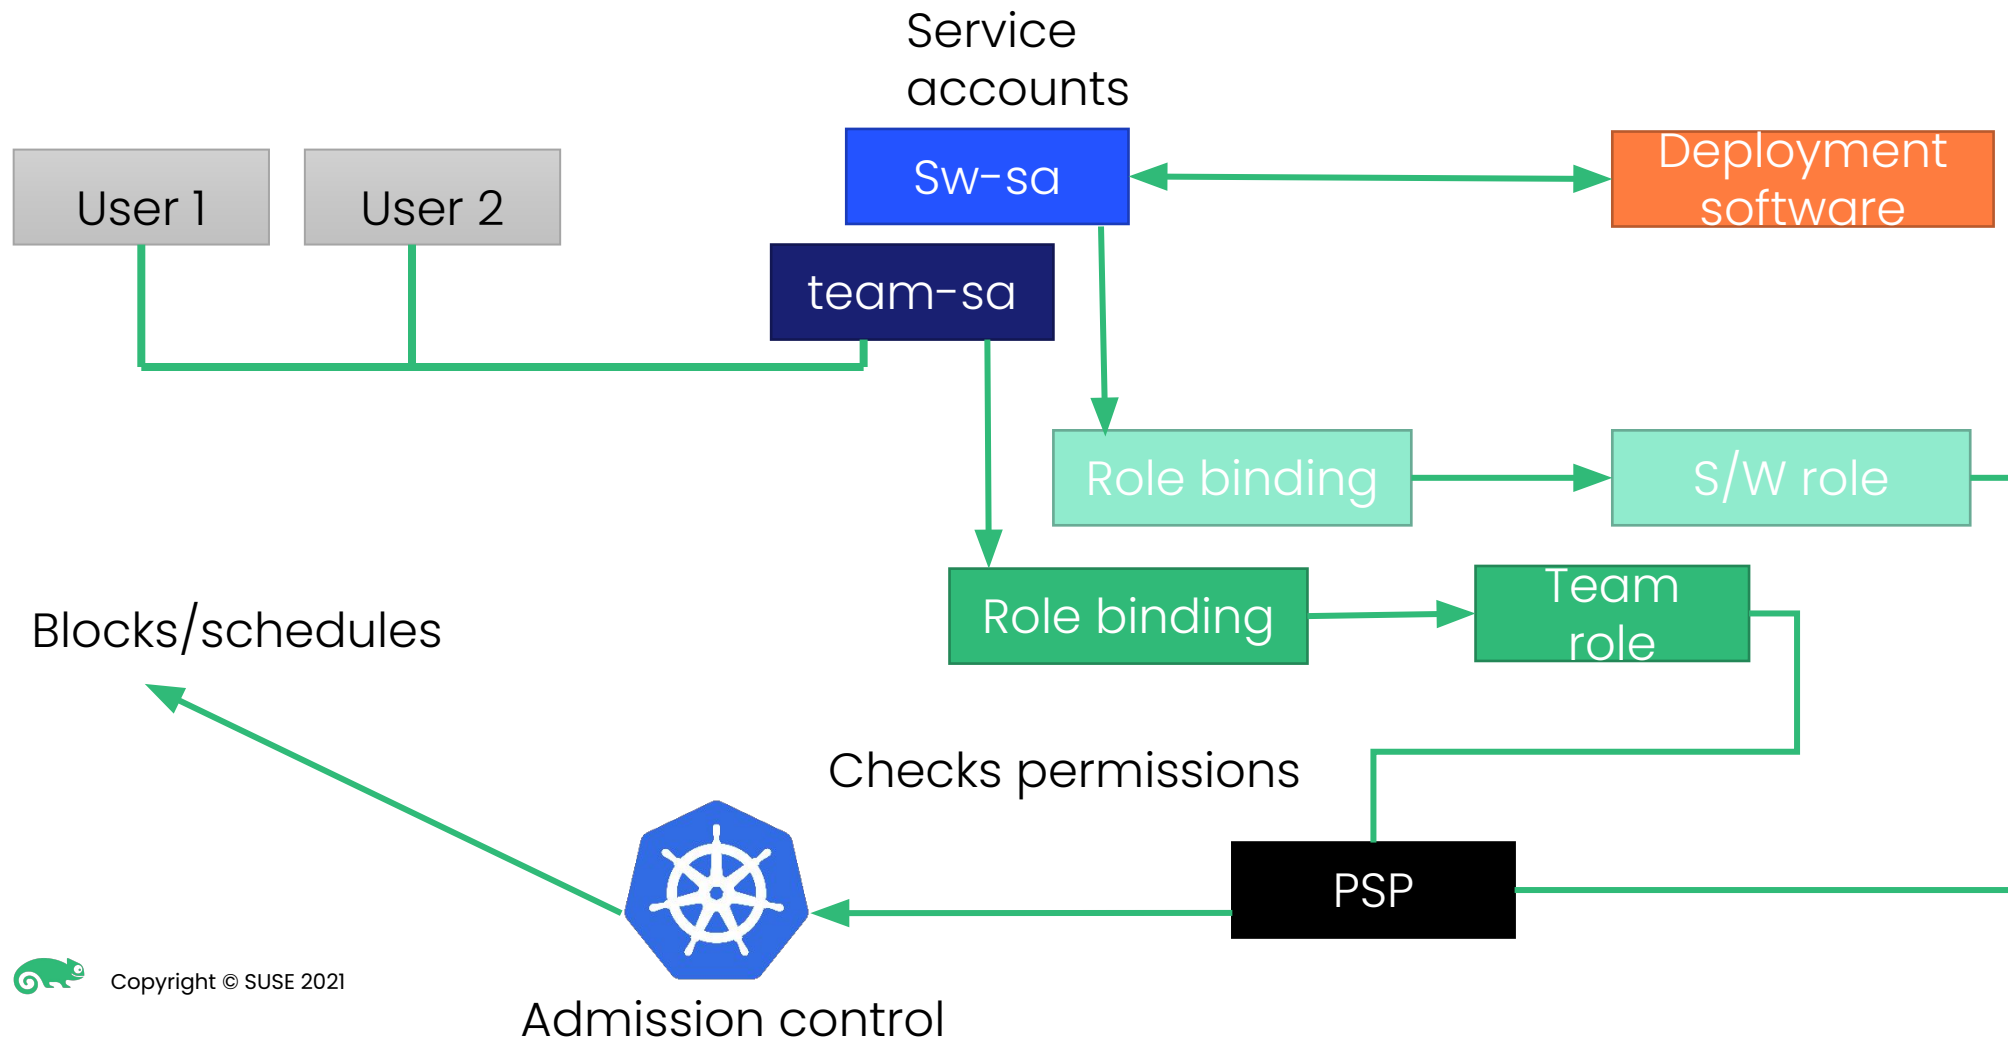 Service
accounts
User 1
User 2
Sw-sa
Deployment
software
team-sa
Role binding
S/W role
Role binding
Team
role
Blocks/schedules
Checks permissions
PSP
Copyright © SUSE 2021
Admission control